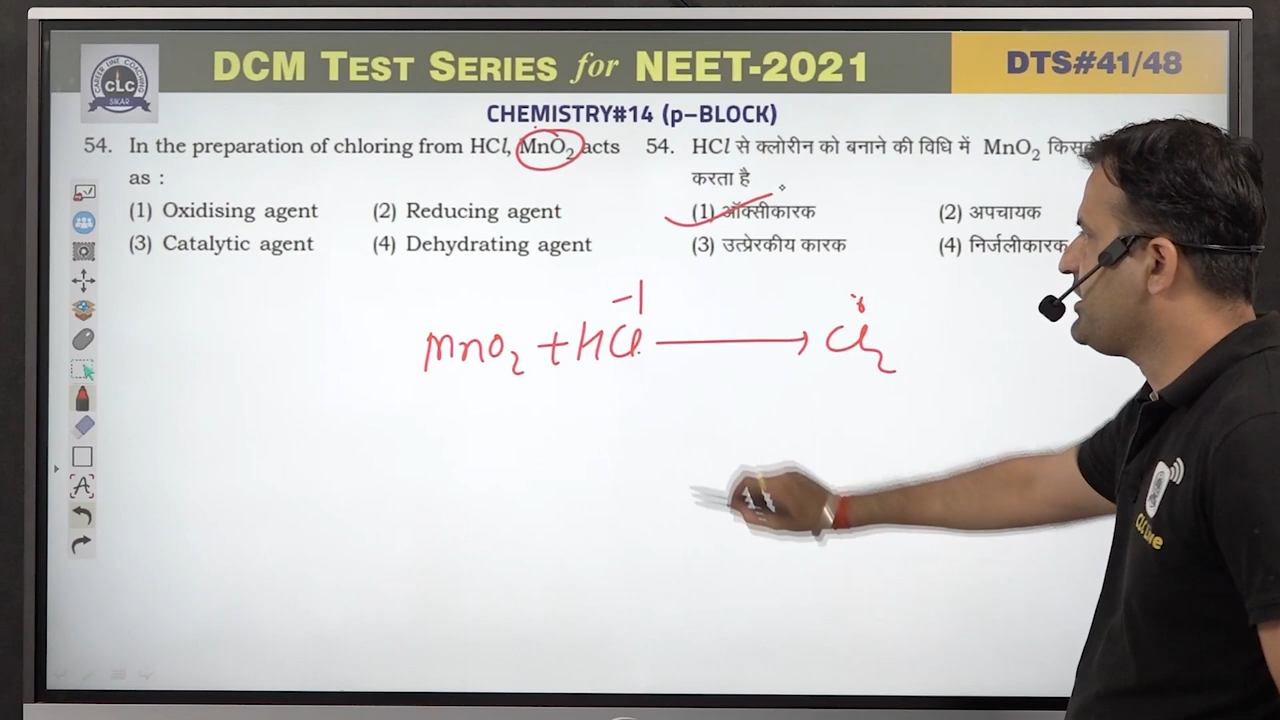 DCM TEST SERIES for NEET-2021
DTS#41/48
CAREER LINE COACHING
CLC
SIKAR
CHEMISTRY#14 (p–BLOCK)
54. In the preparation of chloring from HCl, MnO₂ acts as :
(1) Oxidising agent (2) Reducing agent
(3) Catalytic agent (4) Dehydrating agent
54. HCl से क्लोरीन को बनाने की विधि में MnO₂
करता है
(1) ऑक्सीकारक (2) अपचायक
(3) उत्प्रेरकीय कारक (4) निर्जलीकारक
-1
MnO₂ + HCl ⟶ Cl₂